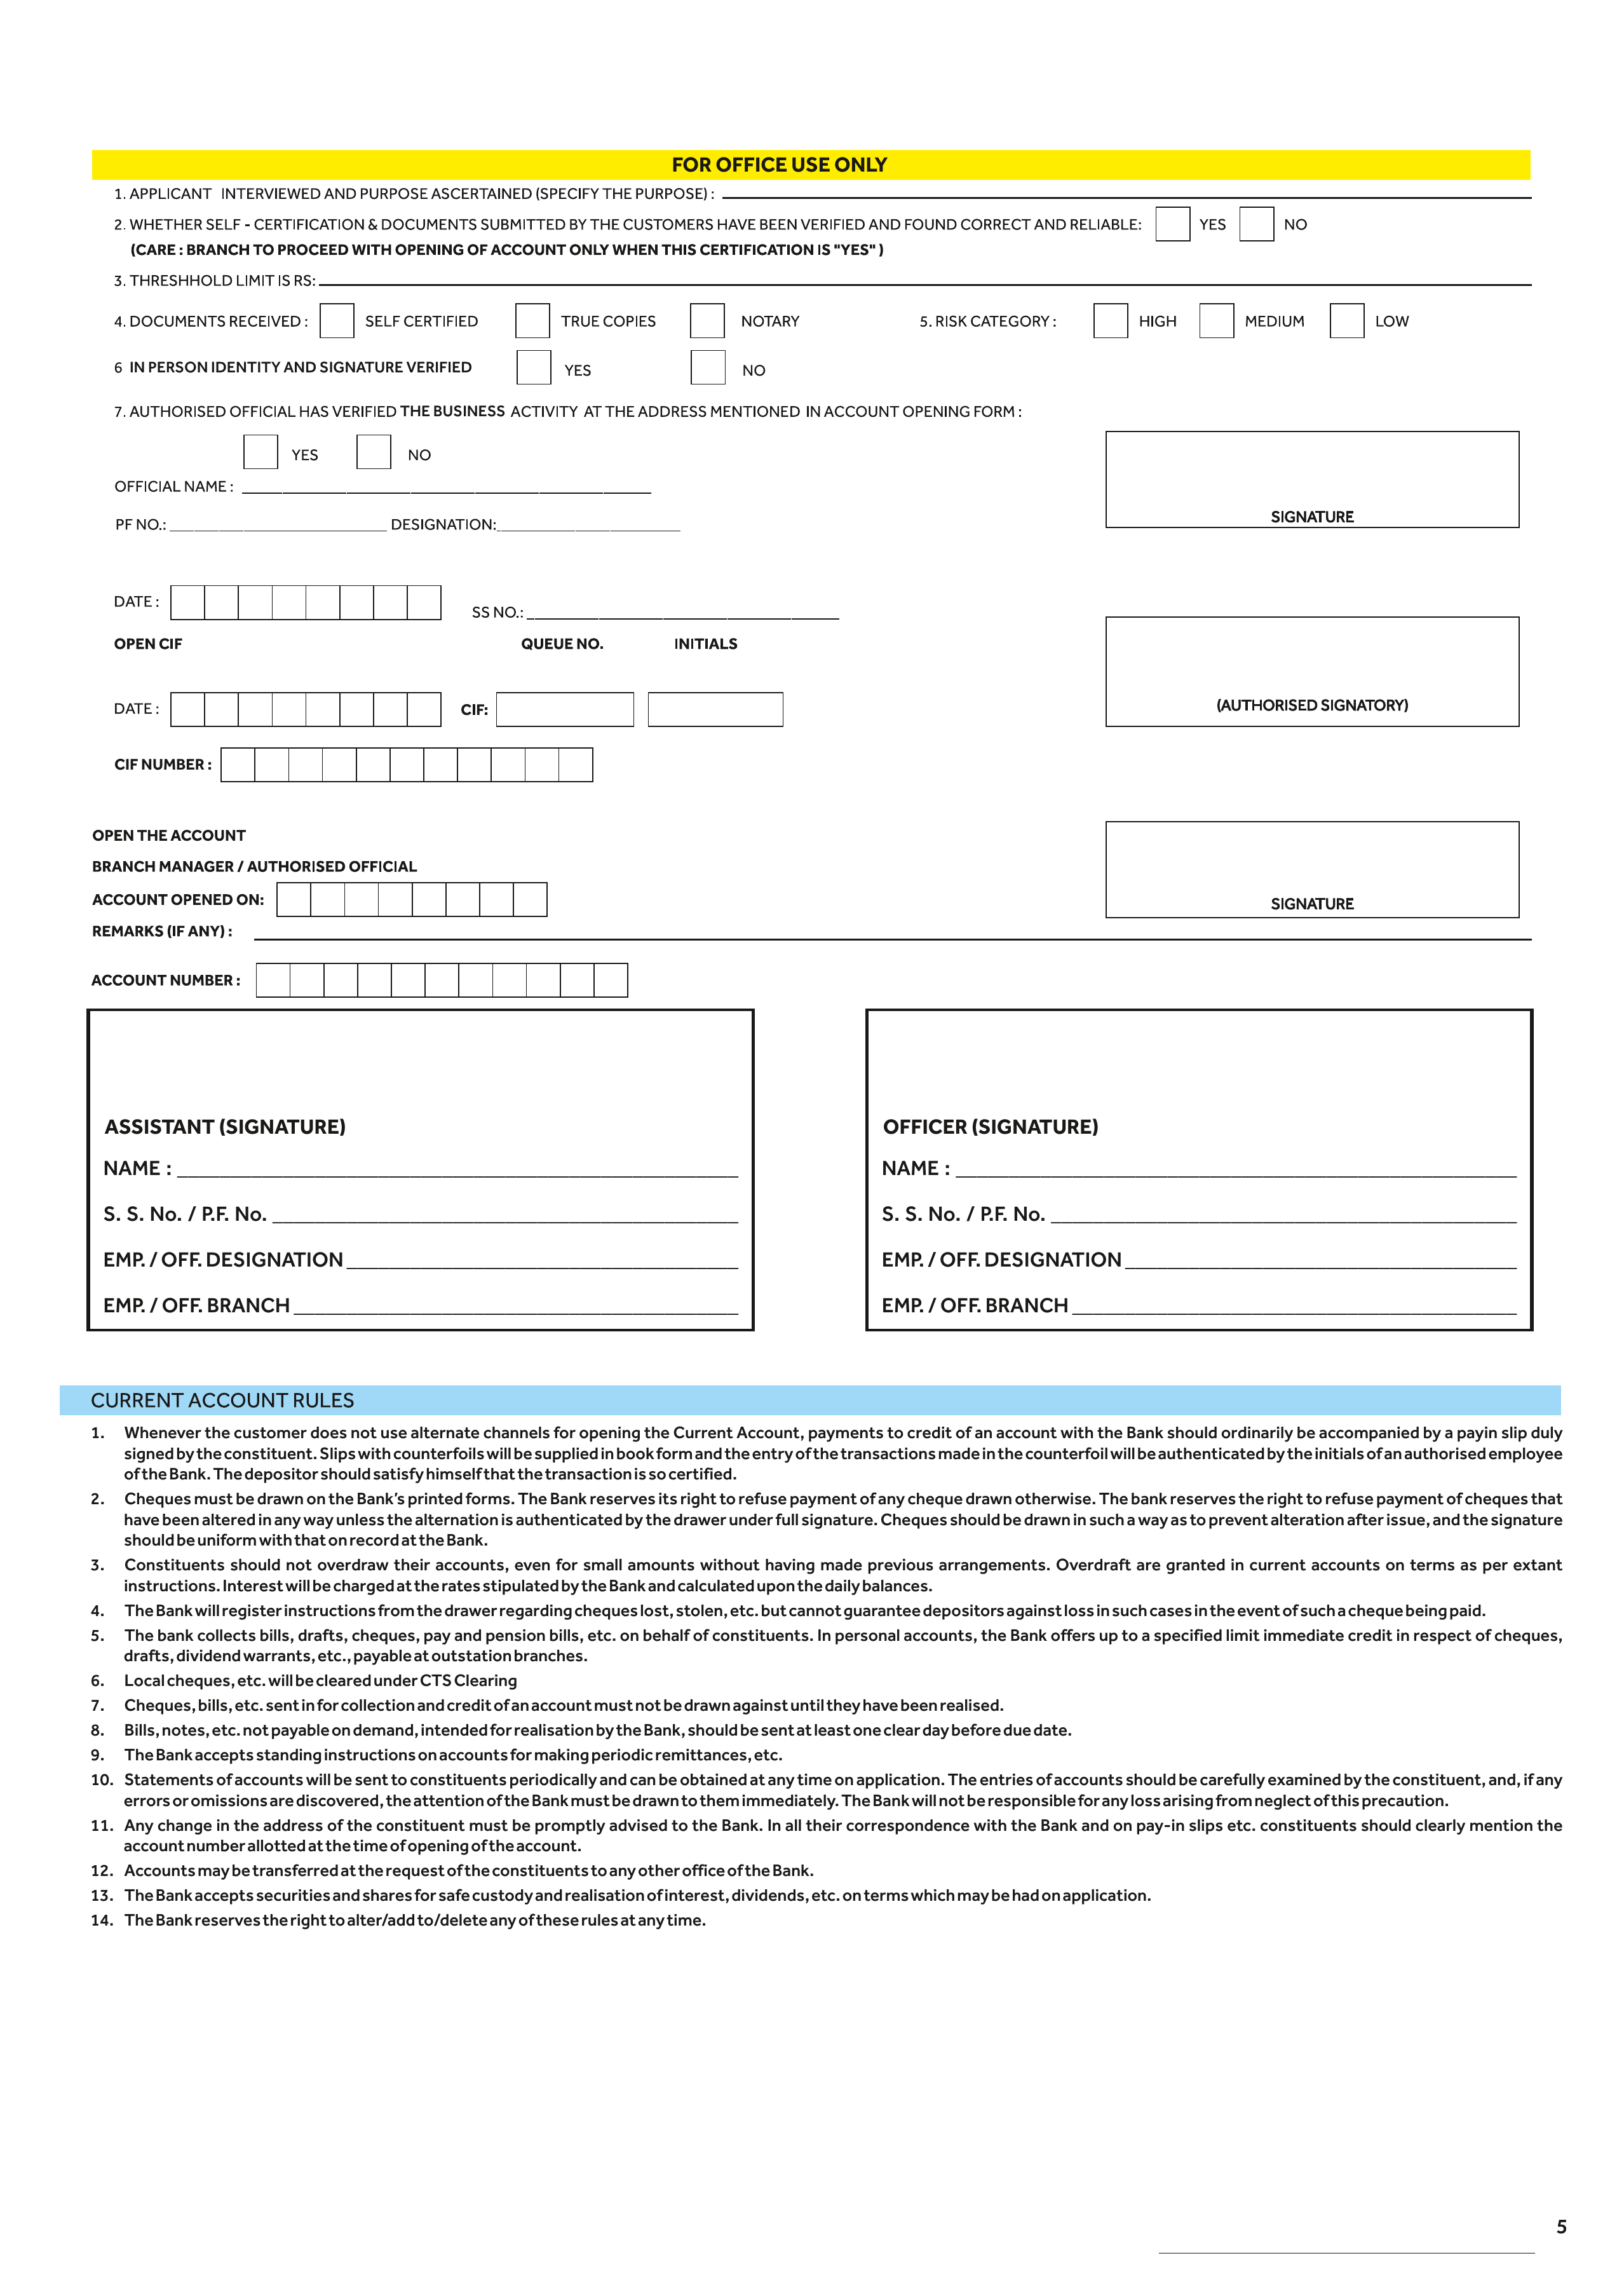 FOR OFFICE USE ONLY
1. APPLICANT INTERVIEWED AND PURPOSE ASCERTAINED (SPECIFY THE PURPOSE) :
2. WHETHER SELF - CERTIFICATION & DOCUMENTS SUBMITTED BY THE CUSTOMERS HAVE BEEN VERIFIED AND FOUND CORRECT AND RELIABLE: YES NO
(CARE : BRANCH TO PROCEED WITH OPENING OF ACCOUNT ONLY WHEN THIS CERTIFICATION IS "YES" )
3. THRESHHOLD LIMIT IS RS:
4. DOCUMENTS RECEIVED : SELF CERTIFIED TRUE COPIES NOTARY 5. RISK CATEGORY : HIGH MEDIUM LOW
6 IN PERSON IDENTITY AND SIGNATURE VERIFIED YES NO
7. AUTHORISED OFFICIAL HAS VERIFIED THE BUSINESS ACTIVITY AT THE ADDRESS MENTIONED IN ACCOUNT OPENING FORM :
YES NO
OFFICIAL NAME :
SIGNATURE
PF NO.: DESIGNATION:
DATE : SS NO.:
OPEN CIF QUEUE NO. INITIALS
DATE : CIF: (AUTHORISED SIGNATORY)
CIF NUMBER :
OPEN THE ACCOUNT
BRANCH MANAGER / AUTHORISED OFFICIAL
ACCOUNT OPENED ON: SIGNATURE
REMARKS (IF ANY) :
ACCOUNT NUMBER :
ASSISTANT (SIGNATURE)
NAME :
S. S. No. / P.F. No.
EMP. / OFF. DESIGNATION
EMP. / OFF. BRANCH
OFFICER (SIGNATURE)
NAME :
S. S. No. / P.F. No.
EMP. / OFF. DESIGNATION
EMP. / OFF. BRANCH
CURRENT ACCOUNT RULES
1. Whenever the customer does not use alternate channels for opening the Current Account, payments to credit of an account with the Bank should ordinarily be accompanied by a payin slip duly
signed by the constituent. Slips with counterfoils will be supplied in book form and the entry of the transactions made in the counterfoil will be authenticated by the initials of an authorised employee
of the Bank. The depositor should satisfy himself that the transaction is so certified.
2. Cheques must be drawn on the Bank's printed forms. The Bank reserves its right to refuse payment of any cheque drawn otherwise. The bank reserves the right to refuse payment of cheques that
have been altered in any way unless the alternation is authenticated by the drawer under full signature. Cheques should be drawn in such a way as to prevent alteration after issue, and the signature
should be uniform with that on record at the Bank.
3. Constituents should not overdraw their accounts, even for small amounts without having made previous arrangements. Overdraft are granted in current accounts on terms as per extant
instructions. Interest will be charged at the rates stipulated by the Bank and calculated upon the daily balances.
4. The Bank will register instructions from the drawer regarding cheques lost, stolen, etc. but cannot guarantee depositors against loss in such cases in the event of such a cheque being paid.
5. The bank collects bills, drafts, cheques, pay and pension bills, etc. on behalf of constituents. In personal accounts, the Bank offers up to a specified limit immediate credit in respect of cheques,
drafts, dividend warrants, etc., payable at outstation branches.
6. Local cheques, etc. will be cleared under CTS Clearing
7. Cheques, bills, etc. sent in for collection and credit of an account must not be drawn against until they have been realised.
8. Bills, notes, etc. not payable on demand, intended for realisation by the Bank, should be sent at least one clear day before due date.
9. The Bank accepts standing instructions on accounts for making periodic remittances, etc.
10. Statements of accounts will be sent to constituents periodically and can be obtained at any time on application. The entries of accounts should be carefully examined by the constituent, and, if any
errors or omissions are discovered, the attention of the Bank must be drawn to them immediately. The Bank will not be responsible for any loss arising from neglect of this precaution.
11. Any change in the address of the constituent must be promptly advised to the Bank. In all their correspondence with the Bank and on pay-in slips etc. constituents should clearly mention the
account number allotted at the time of opening of the account.
12. Accounts may be transferred at the request of the constituents to any other office of the Bank.
13. The Bank accepts securities and shares for safe custody and realisation of interest, dividends, etc. on terms which may be had on application.
14. The Bank reserves the right to alter/add to/delete any of these rules at any time.
5